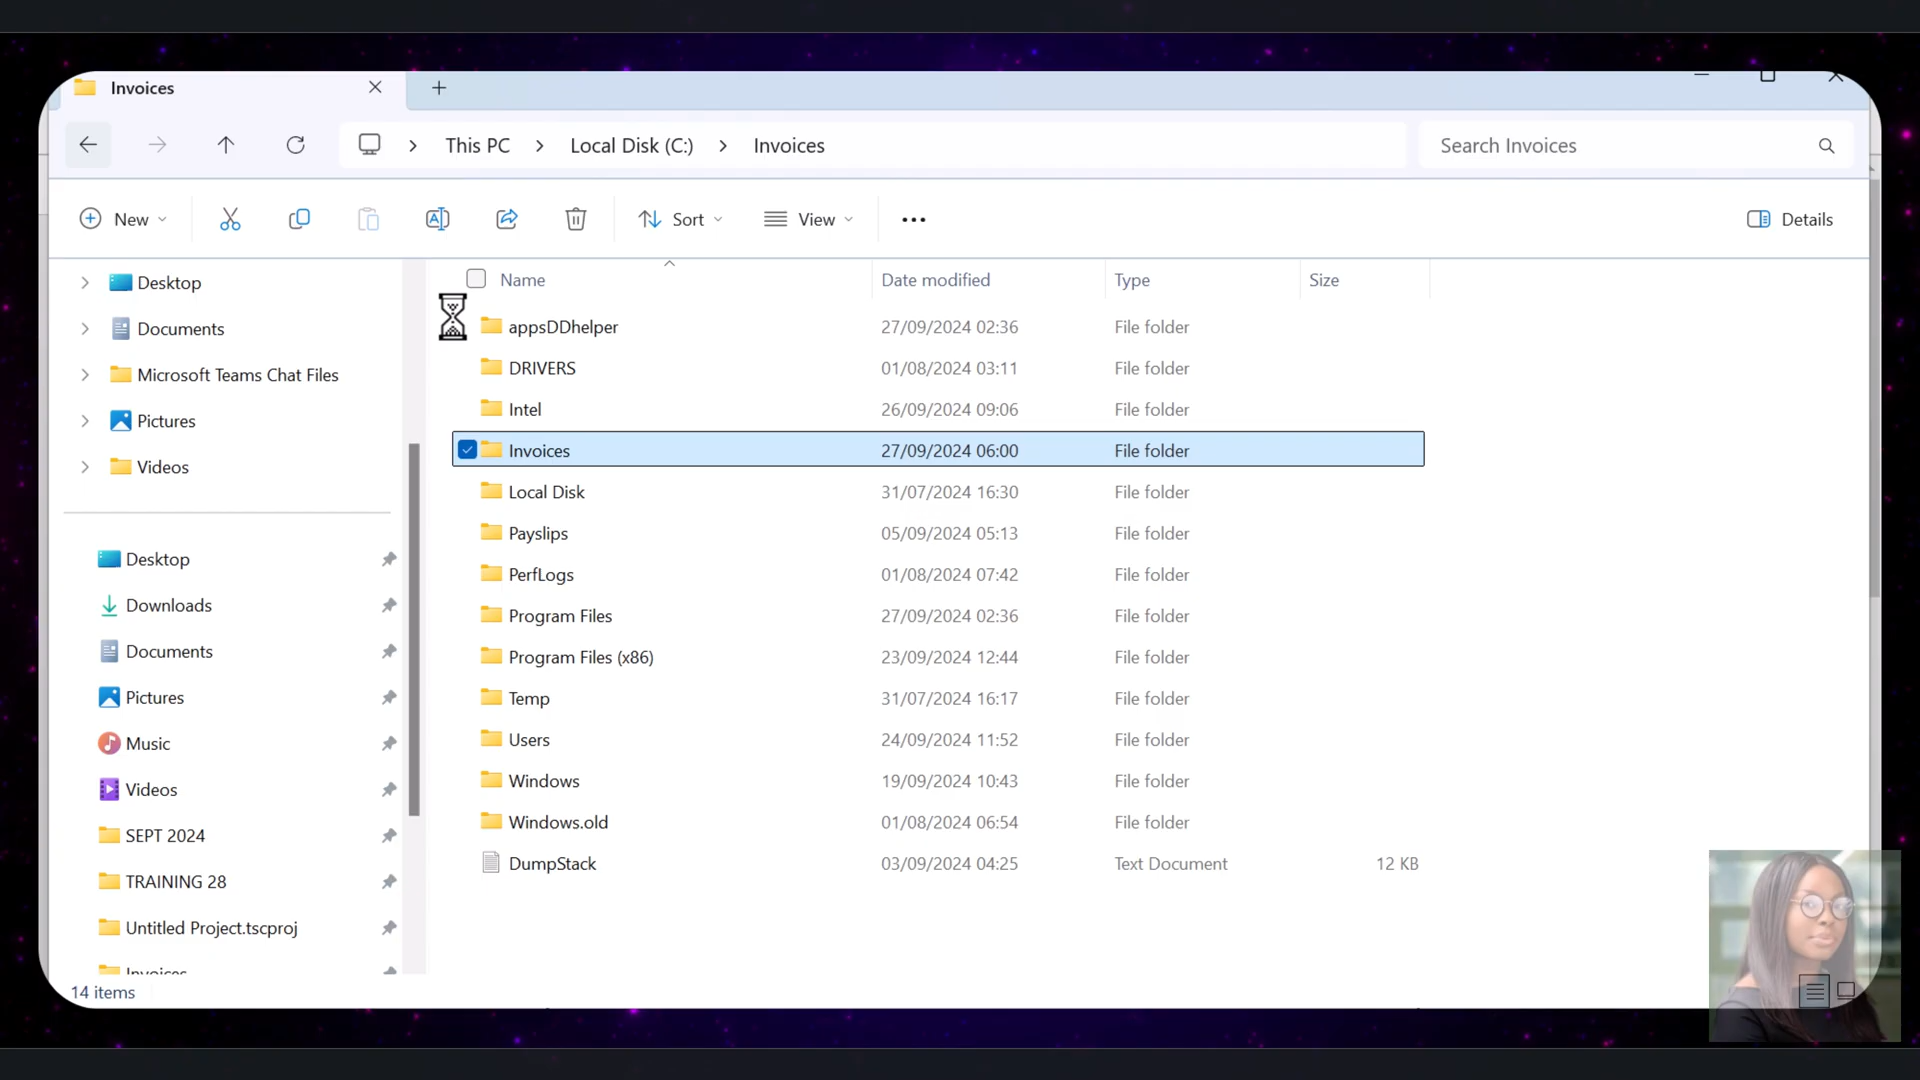 Invoices
This PC > Local Disk (C:) > Invoices
Search Invoices
New
Sort
View
Details
Desktop
Documents
Microsoft Teams Chat Files
Pictures
Videos
Desktop
Downloads
Documents
Pictures
Music
Videos
SEPT 2024
TRAINING 28
Untitled Project.tscproj
Invoices
Name Date modified Type Size
appsDDhelper 27/09/2024 02:36 File folder
DRIVERS 01/08/2024 03:11 File folder
Intel 26/09/2024 09:06 File folder
Invoices 27/09/2024 06:00 File folder
Local Disk 31/07/2024 16:30 File folder
Payslips 05/09/2024 05:13 File folder
PerfLogs 01/08/2024 07:42 File folder
Program Files 27/09/2024 02:36 File folder
Program Files (x86) 23/09/2024 12:44 File folder
Temp 31/07/2024 16:17 File folder
Users 24/09/2024 11:52 File folder
Windows 19/09/2024 10:43 File folder
Windows.old 01/08/2024 06:54 File folder
DumpStack 03/09/2024 04:25 Text Document 12 KB
14 items